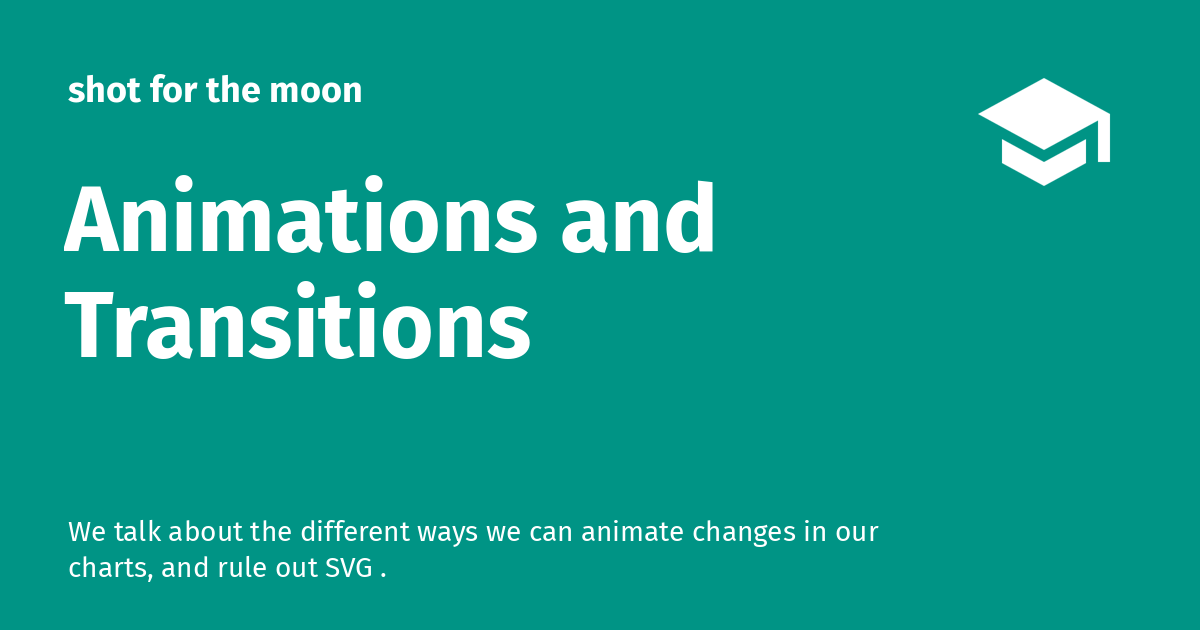 shot for the moon
Animations and
Transitions
We talk about the different ways we can animate changes in our
charts, and rule out SVG .